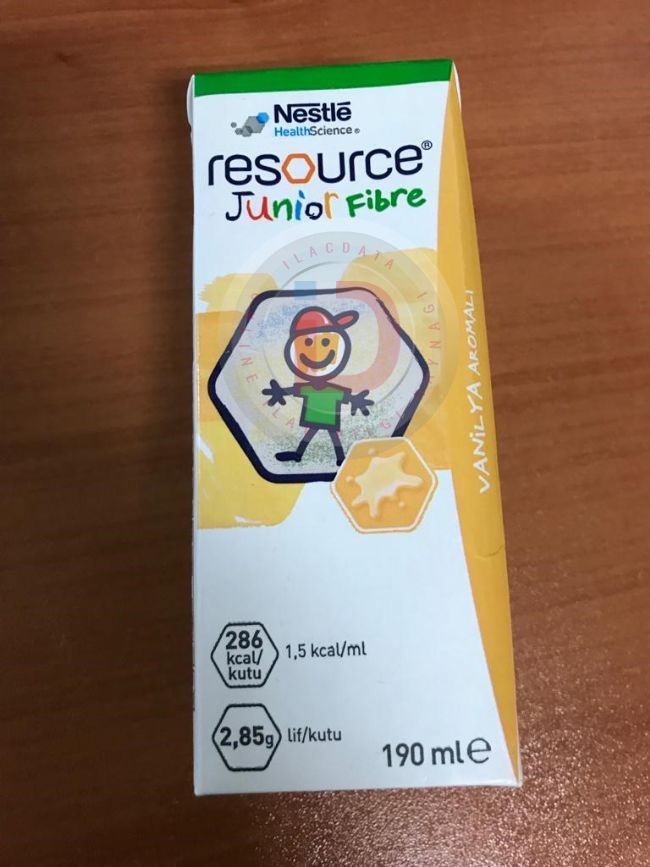 Nestlé
HealthScience®
resource®
Junior Fibre
ILACDATA
VANİLYA AROMALI
286
kcal/
kutu
1,5 kcal/ml
2,85g
lif/kutu
190 ml e